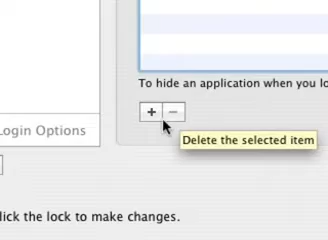 To hide an application when you lo
+ −
Login Options
Delete the selected item
lick the lock to make changes.